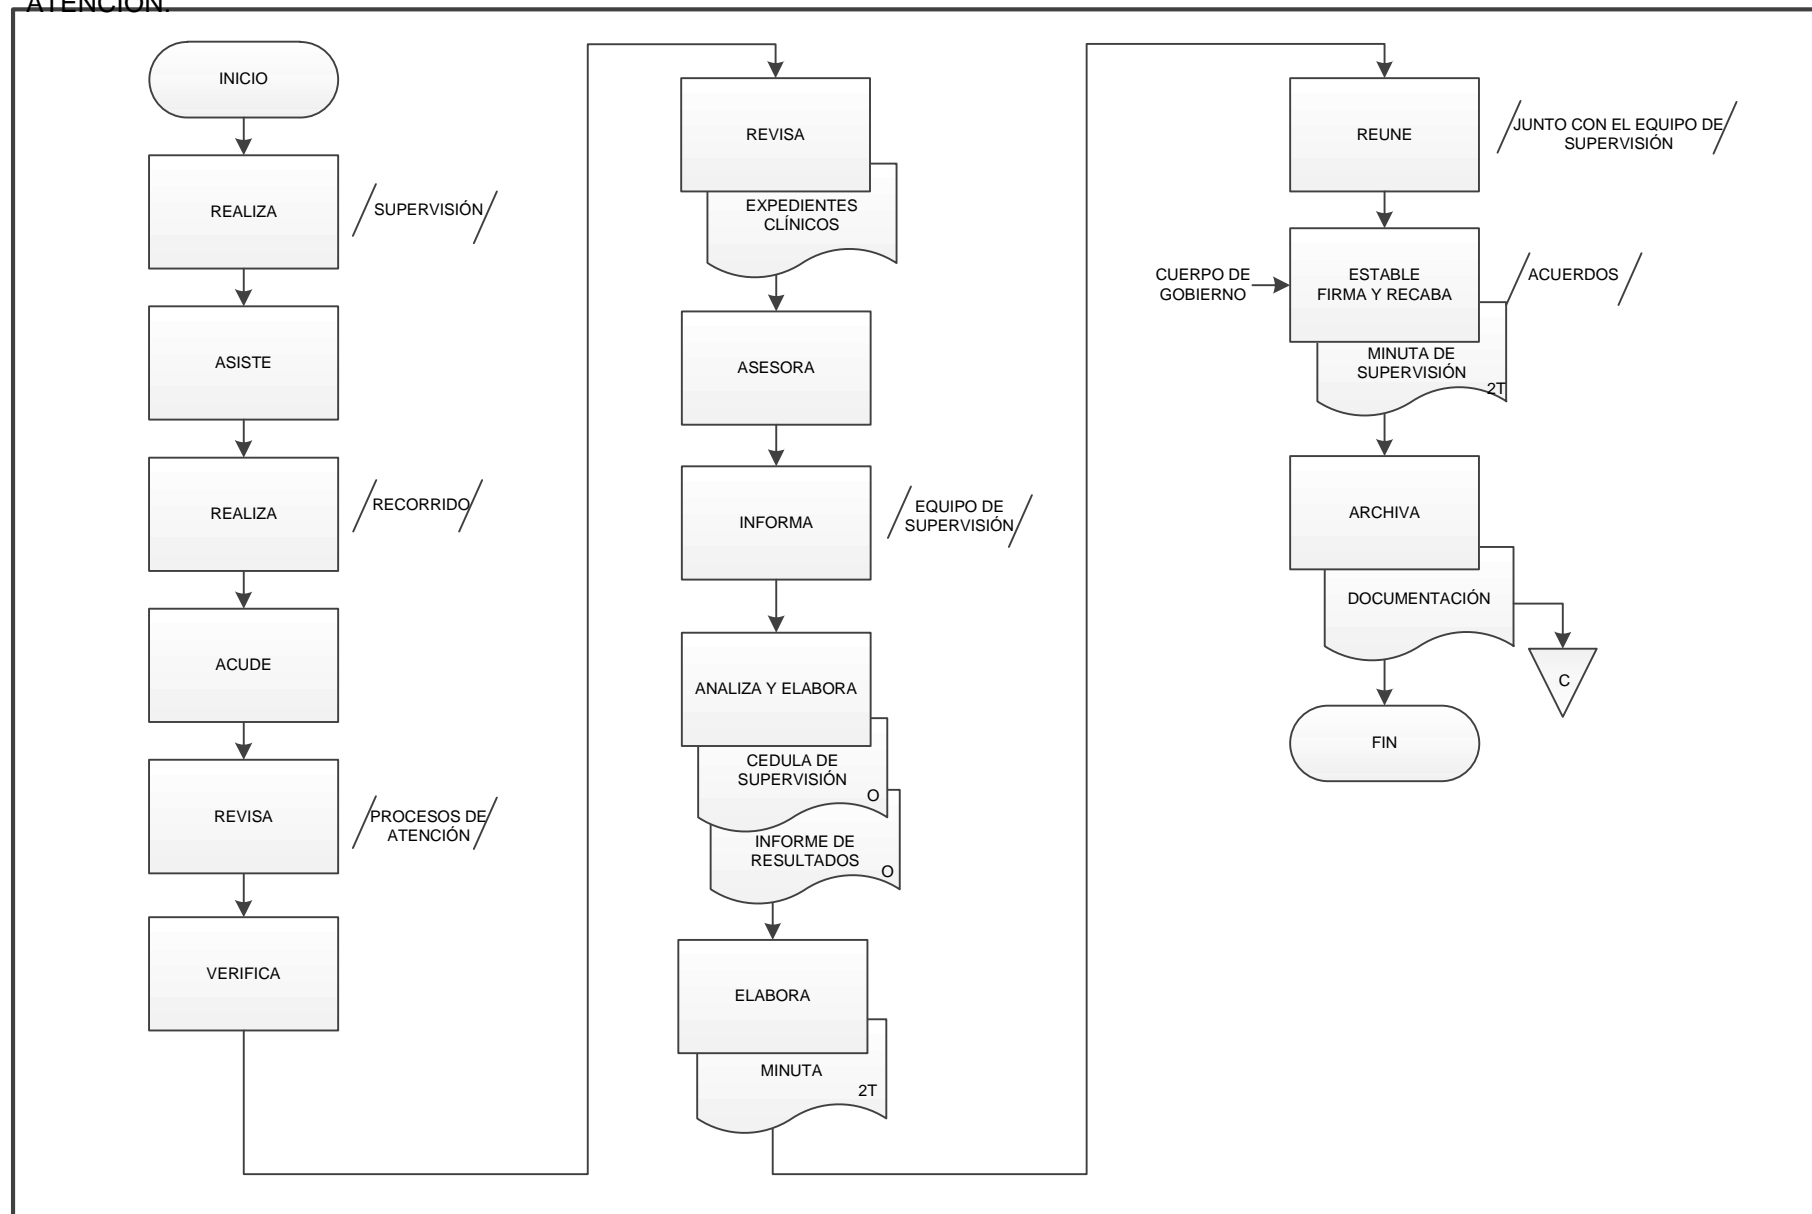 ATENCIÓN.
INICIO
REALIZA
SUPERVISIÓN
ASISTE
REALIZA
RECORRIDO
ACUDE
REVISA
PROCESOS DE
ATENCIÓN
VERIFICA
REVISA
EXPEDIENTES
CLÍNICOS
ASESORA
INFORMA
EQUIPO DE
SUPERVISIÓN
ANALIZA Y ELABORA
CEDULA DE
SUPERVISIÓN
O
INFORME DE
RESULTADOS
O
ELABORA
MINUTA
2T
REUNE
JUNTO CON EL EQUIPO DE
SUPERVISIÓN
CUERPO DE
GOBIERNO
ESTABLE
FIRMA Y RECABA
ACUERDOS
MINUTA DE
SUPERVISIÓN
2T
ARCHIVA
DOCUMENTACIÓN
C
FIN